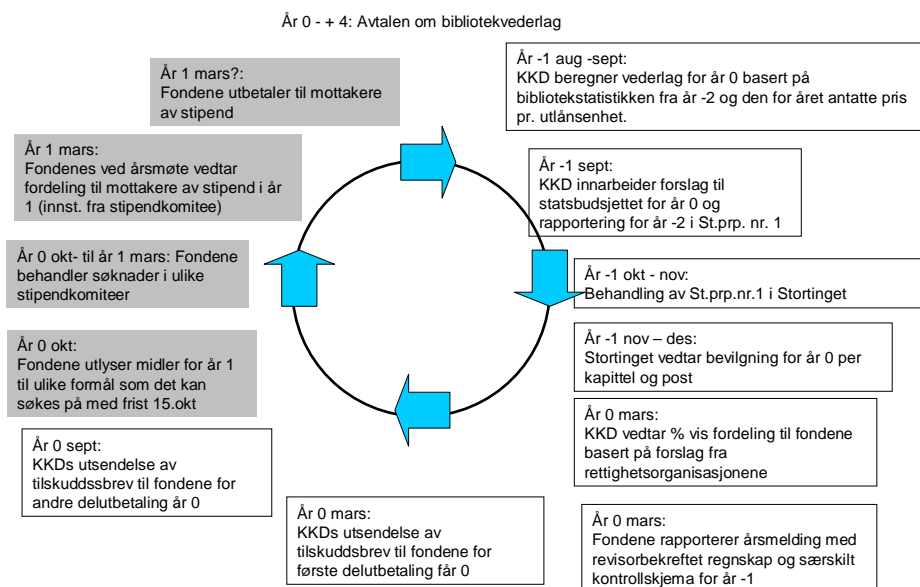 År 0 - + 4: Avtalen om bibliotekvederlag
År -1 aug -sept:
KKD beregner vederlag for år 0 basert på
bibliotekstatistikken fra år -2 og den for året antatte pris
pr. utlånsenhet.
År -1 sept:
KKD innarbeider forslag til
statsbudsjettet for år 0 og
rapportering for år -2 i St.prp. nr. 1
År -1 okt - nov:
Behandling av St.prp.nr.1 i Stortinget
År -1 nov – des:
Stortinget vedtar bevilgning for år 0 per
kapittel og post
År 0 mars:
KKD vedtar % vis fordeling til fondene
basert på forslag fra
rettighetsorganisasjonene
År 0 mars:
Fondene rapporterer årsmelding med
revisorbekreftet regnskap og særskilt
kontrollskjema for år -1
År 0 mars:
KKDs utsendelse av
tilskuddsbrev til fondene for
første delutbetaling får 0
År 0 sept:
KKDs utsendelse av
tilskuddssbrev til fondene for
andre delutbetaling år 0
År 0 okt:
Fondene utlyser midler for år 1
til ulike formål som det kan
søkes på med frist 15.okt
År 0 okt- til år 1 mars: Fondene
behandler søknader i ulike
stipendkomiteer
År 1 mars:
Fondenes ved årsmøte vedtar
fordeling til mottakere av stipend i år
1 (innst. fra stipendkomitee)
År 1 mars?:
Fondene utbetaler til mottakere
av stipend